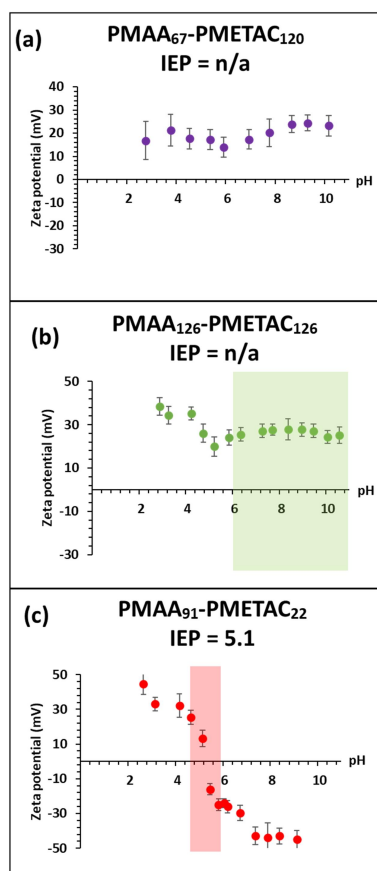 (a)
PMAA67-PMETAC120
IEP = n/a
Zeta potential (mV)
40
30
20
10
0
-10
-20
-30
2 4 6 8 10
pH
(b)
PMAA126-PMETAC126
IEP = n/a
Zeta potential (mV)
50
30
10
-10
-30
2 4 6 8 10
pH
(c)
PMAA91-PMETAC22
IEP = 5.1
Zeta potential (mV)
50
30
10
-10
-30
-50
2 4 6 8 10
pH